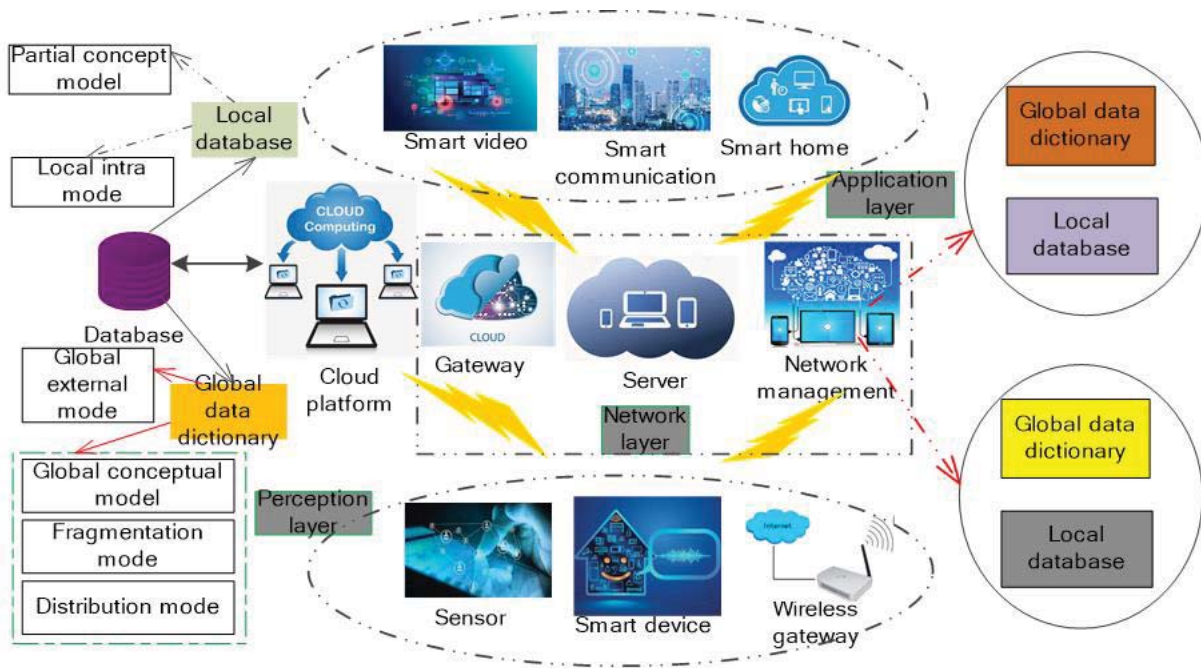 Partial concept
model
Local
database
Local intra
mode
Database
Global
external
mode
Global
data
dictionary
Global conceptual
model
Fragmentation
mode
Distribution mode
CLOUD
Computing
Cloud
platform
Smart video
Smart
communication
Smart home
Application
layer
CLOUD
Gateway
Server
Network
management
Network
layer
Perception
layer
Sensor
Smart device
Internet
Wireless
gateway
Global data
dictionary
Local
database
Global data
dictionary
Local
database